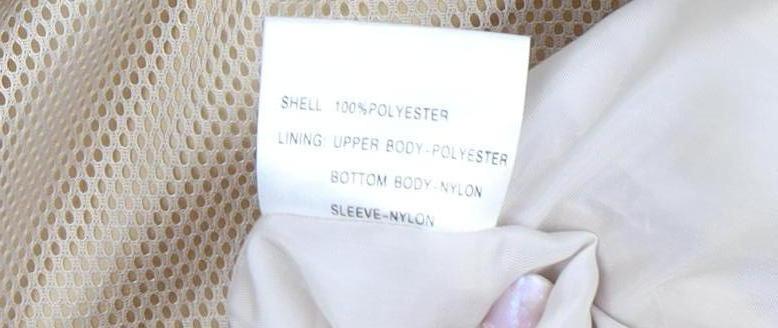 SHELL 100%POLYESTER
LINING: UPPER BODY-POLYESTER
BOTTOM BODY-NYLON
SLEEVE-NYLON